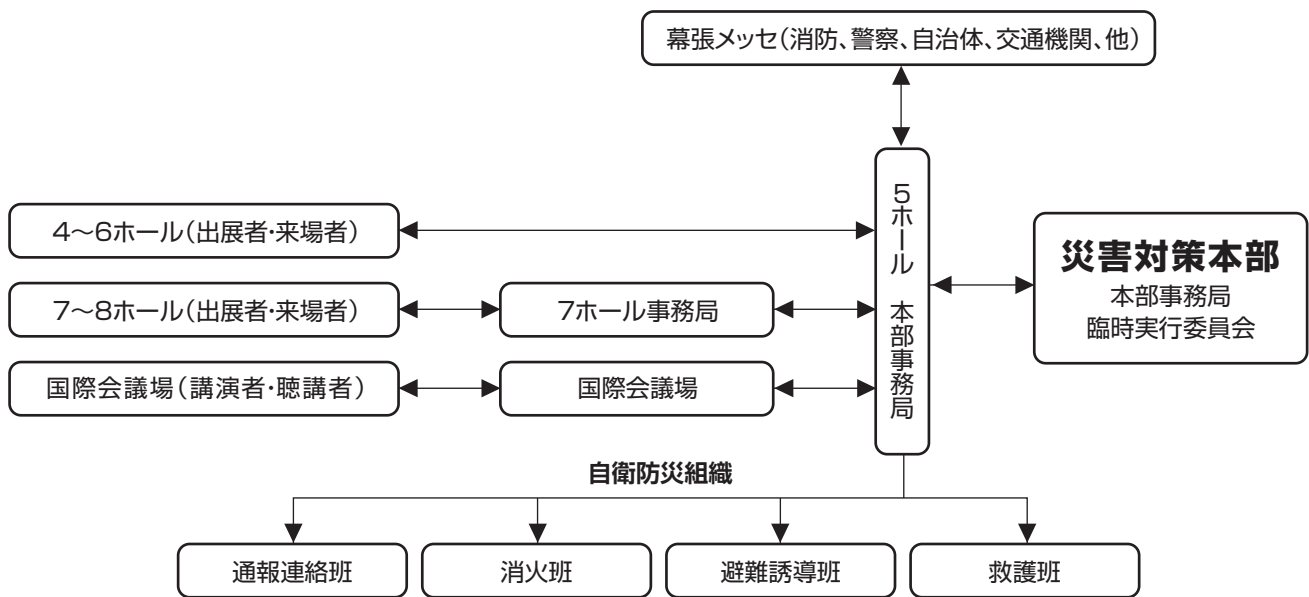 幕張メッセ(消防、警察、自治体、交通機関、他)
5ホール 本部事務局
4〜6ホール(出展者・来場者)
災害対策本部
本部事務局
臨時実行委員会
7〜8ホール(出展者・来場者)
7ホール事務局
国際会議場(講演者・聴講者)
国際会議場
自衛防災組織
通報連絡班
消火班
避難誘導班
救護班